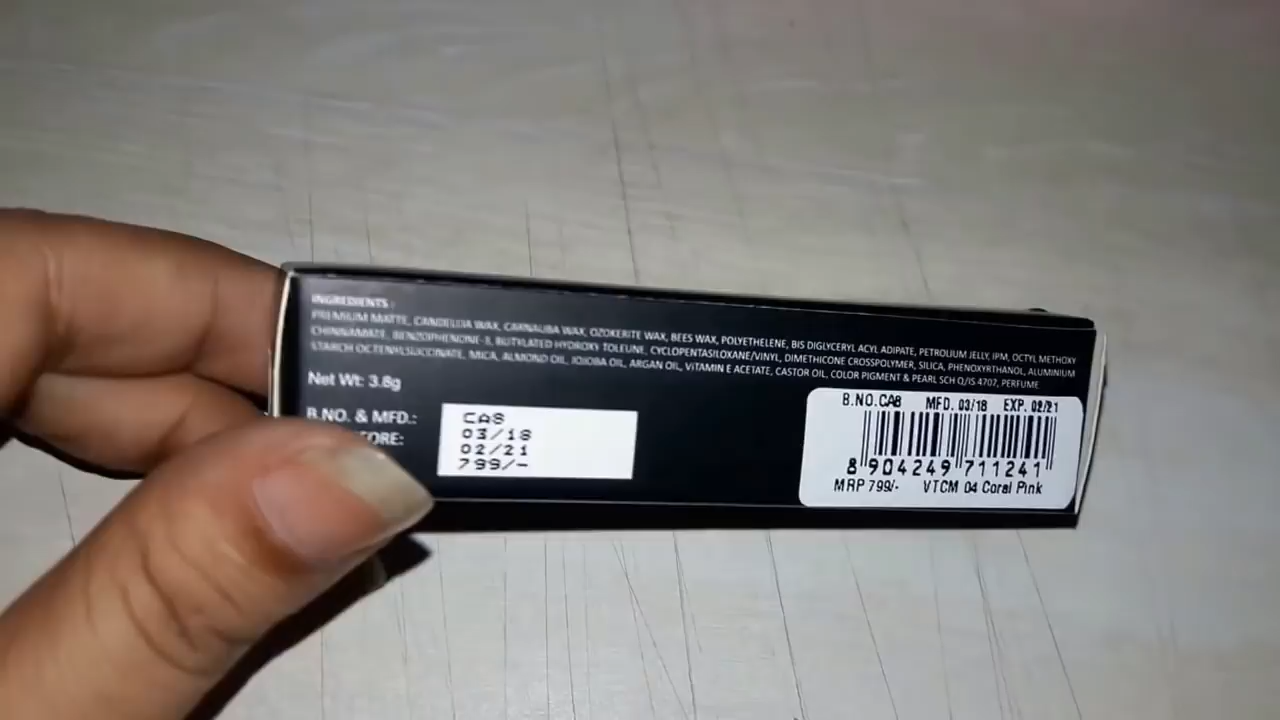 INGREDIENTS :
PREMIUM MATTE, CANDELILLA WAX, CARNAUBA WAX, OZOKERITE WAX, BEES WAX, POLYETHELENE, BIS DIGLYCERYL ACYL ADIPATE, PETROLIUM JELLY, IPM, OCTYL METHOXY
CHINNAMATE, BENZOPHENONE-3, BUTYLATED HYDROXY TOLEUNE, CYCLOPENTASILOXANE/VINYL, DIMETHICONE CROSSPOLYMER, SILICA, PHENOXYRTHANOL, ALUMINIUM
STARCH OCTENYLSUCCINATE, MICA, ALMOND OIL, JOJOBA OIL, ARGAN OIL, VITAMIN E ACETATE, CASTOR OIL, COLOR PIGMENT & PEARL SCH Q/IS 4707, PERFUME
Net Wt: 3.8g
B.NO. & MFD.:
CA8
03/18
02/21
799/-
B.NO.CA8 MFD. 03/18 EXP. 02/21
8 904249 711241
MRP 799/- VTCM 04 Coral Pink